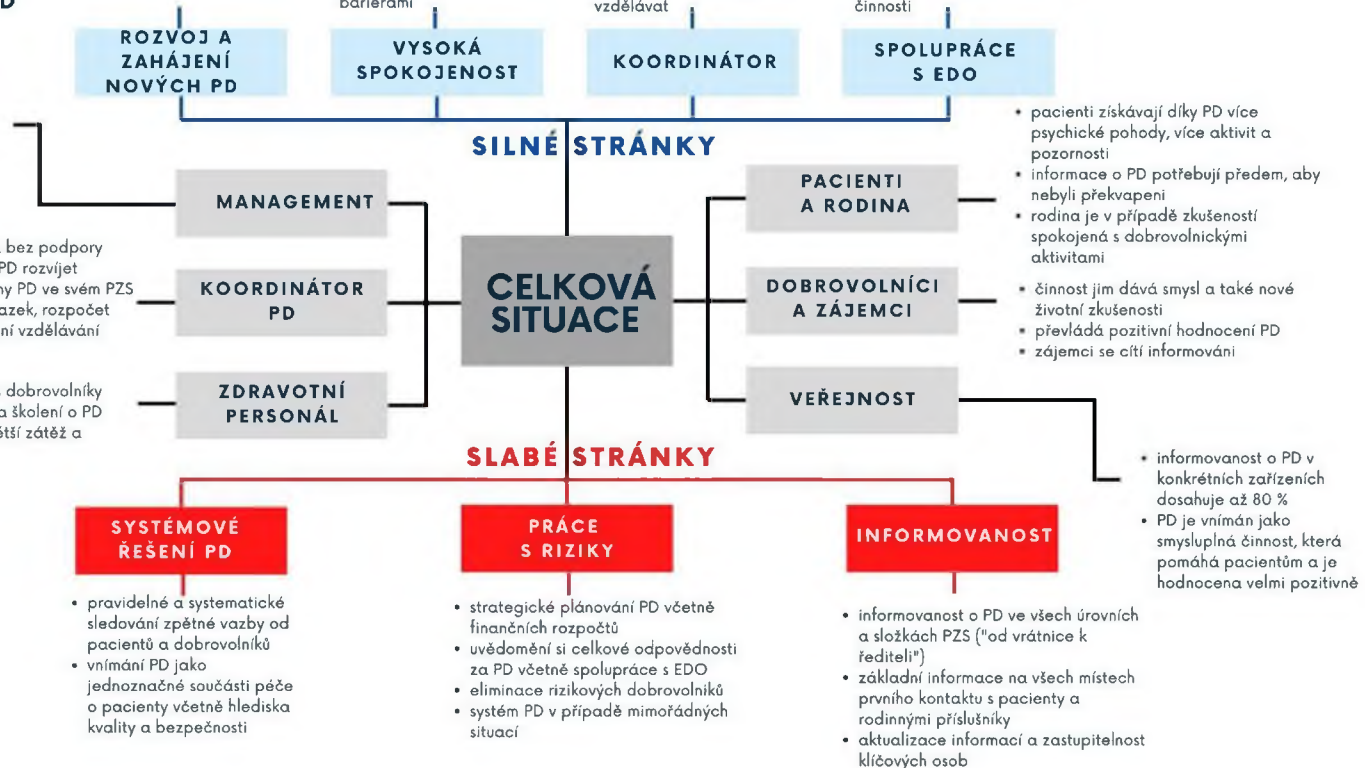 D
bariérami
vzdělávat
činnosti
ROZVOJ A
ZAHÁJENÍ
NOVÝCH PD
VYSOKÁ
SPOKOJENOST
KOORDINÁTOR
SPOLUPRÁCE
S EDO
SILNÉ STRÁNKY
MANAGEMENT
KOORDINÁTOR
PD
ZDRAVOTNÍ
PERSONÁL
CELKOVÁ
SITUACE
PACIENTI
A RODINA
DOBROVOLNÍCI
A ZÁJEMCI
VEŘEJNOST
bez podpory
PD rozvíjet
ny PD ve svém PZS
azek, rozpočet
ní vzdělávání
dobrovolníky
a školení o PD
ětší zátěž a
• pacienti získávají díky PD více
psychické pohody, více aktivit a
pozornosti
• informace o PD potřebují předem, aby
nebyli překvapeni
• rodina je v případě zkušeností
spokojená s dobrovolnickými
aktivitami
• činnost jim dává smysl a také nové
životní zkušenosti
• převládá pozitivní hodnocení PD
• zájemci se cítí informováni
• informovanost o PD v
konkrétních zařízeních
dosahuje až 80 %
• PD je vnímán jako
smysluplná činnost, která
pomáhá pacientům a je
hodnocena velmi pozitivně
SLABÉ STRÁNKY
SYSTÉMOVÉ
ŘEŠENÍ PD
• pravidelné a systematické
sledování zpětné vazby od
pacientů a dobrovolníků
• vnímání PD jako
jednoznačné součásti péče
o pacienty včetně hlediska
kvality a bezpečnosti
PRÁCE
S RIZIKY
• strategické plánování PD včetně
finančních rozpočtů
• uvědomění si celkové odpovědnosti
za PD včetně spolupráce s EDO
• eliminace rizikových dobrovolníků
• systém PD v případě mimořádných
situací
INFORMOVANOST
• informovanost o PD ve všech úrovních
a složkách PZS ("od vrátnice k
řediteli")
• základní informace na všech místech
prvního kontaktu s pacienty a
rodinnými příslušníky
• aktualizace informací a zastupitelnost
klíčových osob